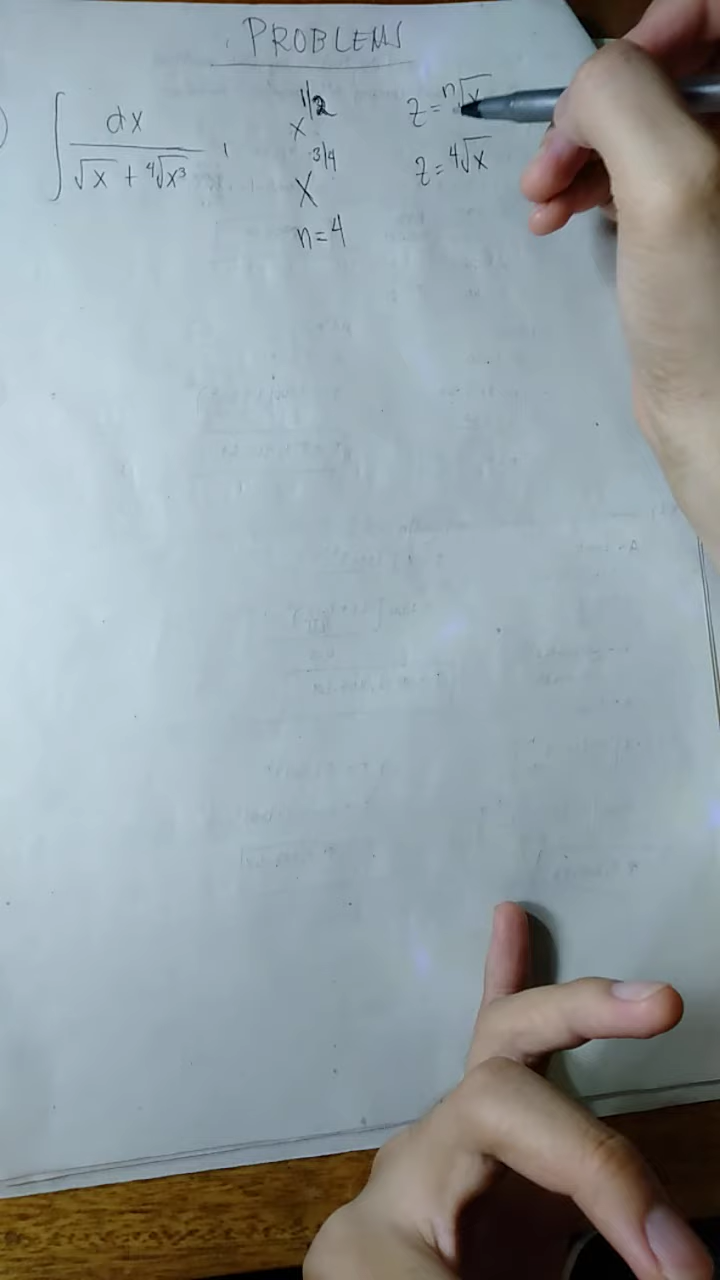 PROBLEMS
∫ dx / (√x + ⁴√x³)
x^1/2
x^3/4
n=4
z = ⁿ√x
z = ⁴√x